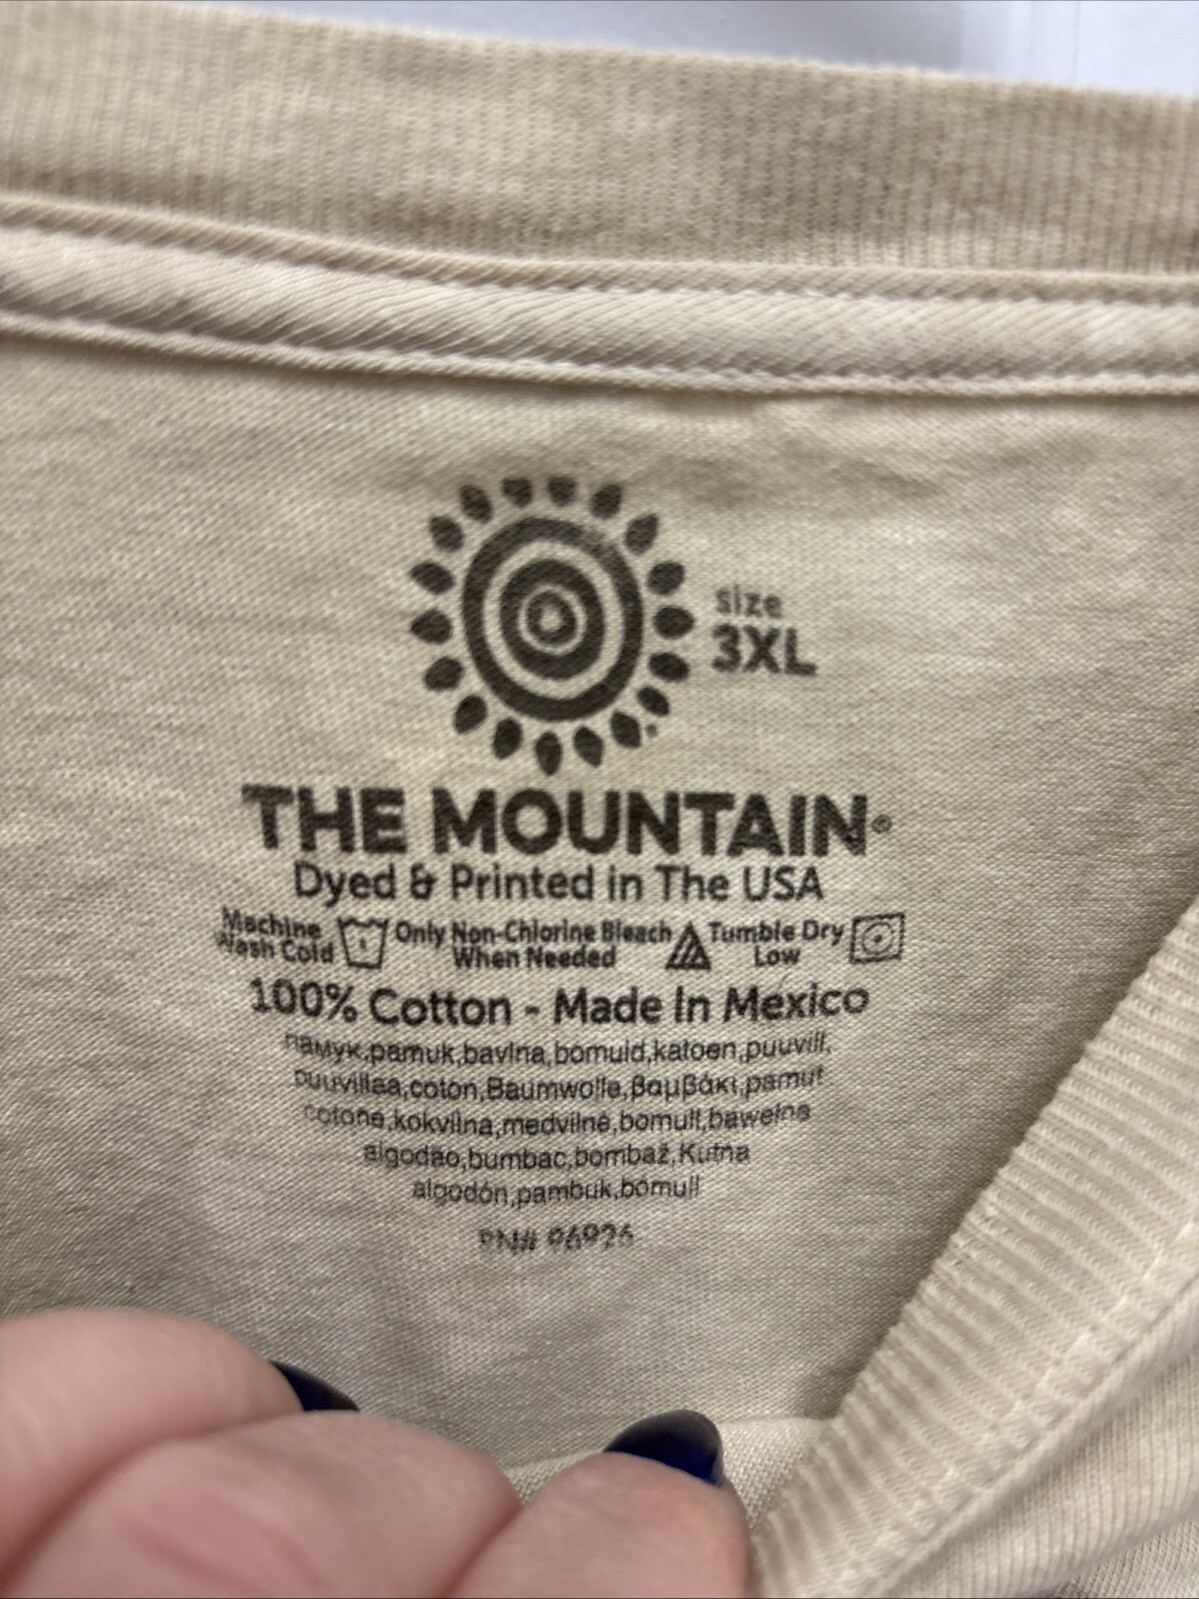 size
3XL
THE MOUNTAIN®
Dyed & Printed in The USA
Machine Wash Cold Only Non-Chlorine Bleach When Needed Tumble Dry Low
100% Cotton - Made In Mexico
памук,pamuk,bavlna,bomuld,katoen,puuvill,
puuvillaa,coton,Baumwolle,βαμβάκι,pamut
cotone,kokvilna,medvilnė,bomull,bawełna
algodão,bumbac,bombaž,Kutna
algodón,pambuk,bomull
RN# 96926